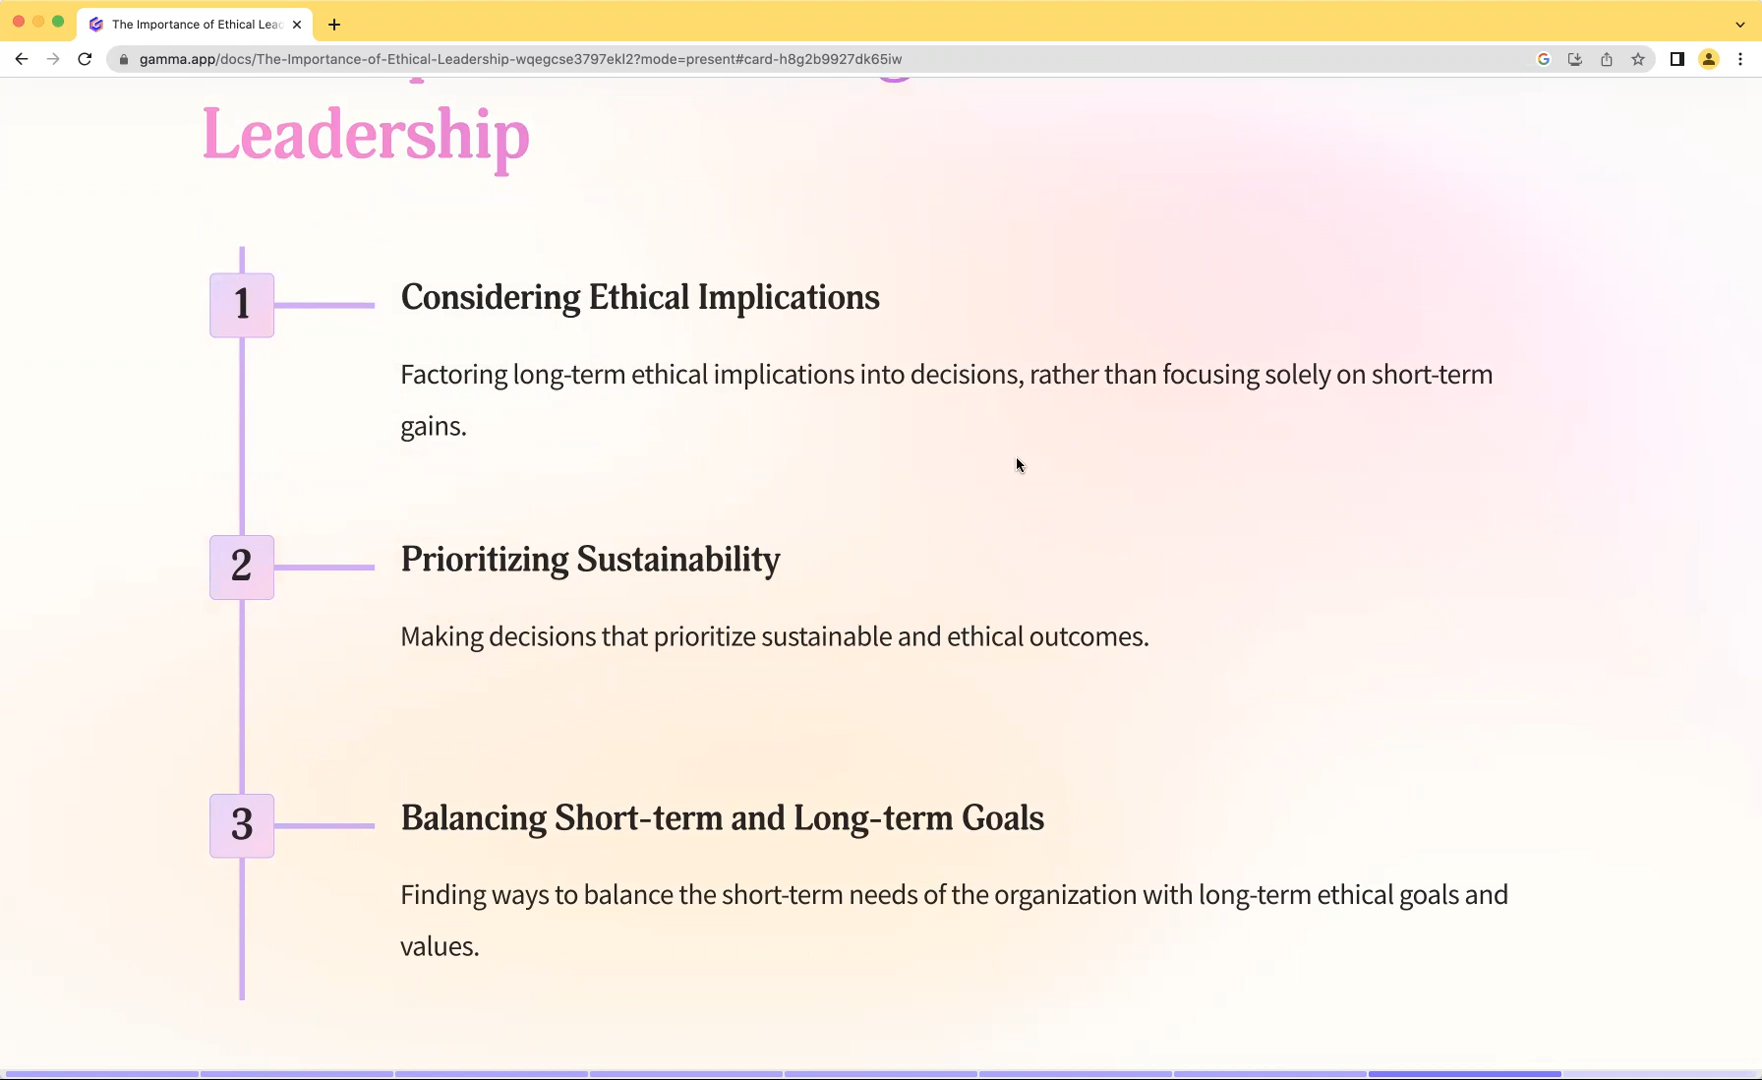 The Importance of Ethical Lea
gamma.app/docs/The-Importance-of-Ethical-Leadership-wqegcse3797ekl2?mode=present#card-h8g2b9927dk65iw
Leadership
1
Considering Ethical Implications
Factoring long-term ethical implications into decisions, rather than focusing solely on short-term
gains.
2
Prioritizing Sustainability
Making decisions that prioritize sustainable and ethical outcomes.
3
Balancing Short-term and Long-term Goals
Finding ways to balance the short-term needs of the organization with long-term ethical goals and
values.